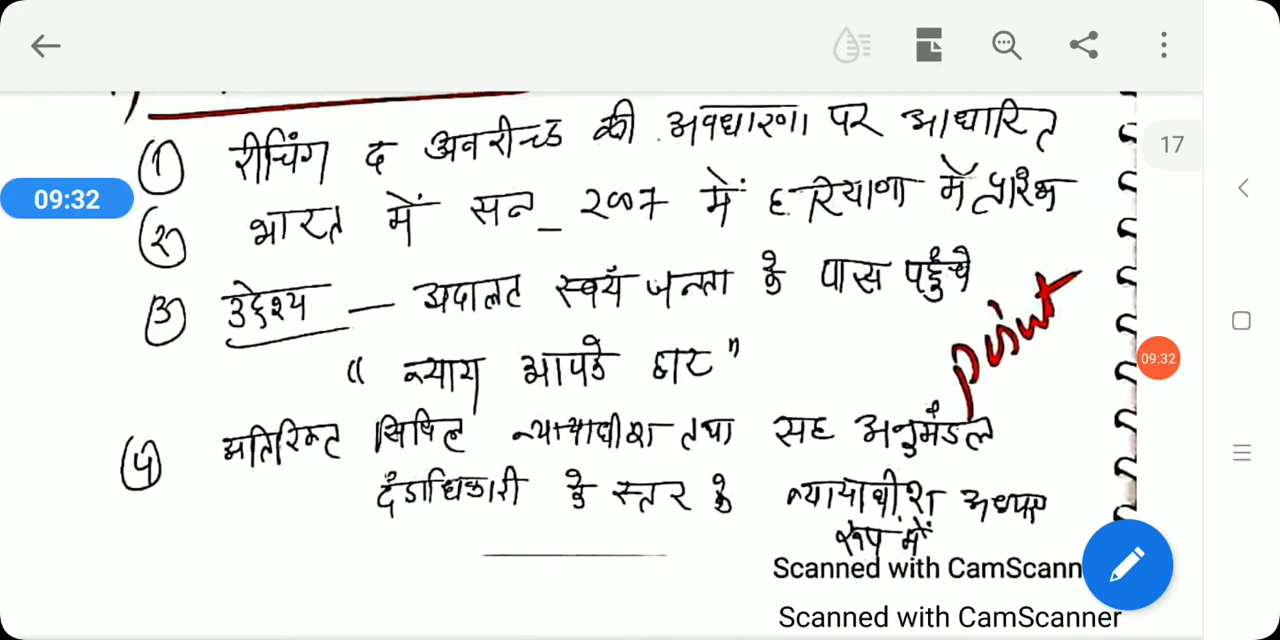 17
① रीचिंग द अनरीच्ड की अवधारणा पर आधारित
09:32
② भारत में सन_2007 में हरियाणा में प्रारंभ
③ उद्देश्य — अदालत स्वयं जनता के पास पहुँचे
point
09:32
"न्याय आपके द्वार"
④ अतिरिक्त सिविल न्यायाधीश तथा सह अनुमंडल
दंडाधिकारी के स्तर के न्यायाधीश अध्यक्ष
रूप में
Scanned with CamScann
Scanned with CamScanner